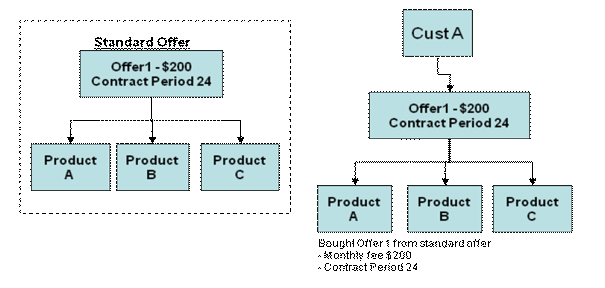 Standard Offer
Offer1 - $200
Contract Period 24
Product
A
Product
B
Product
C
Cust A
Offer1 - $200
Contract Period 24
Product
A
Product
B
Product
C
Bought Offer 1 from standard offer
- Monthly fee $200
- Contract Period 24